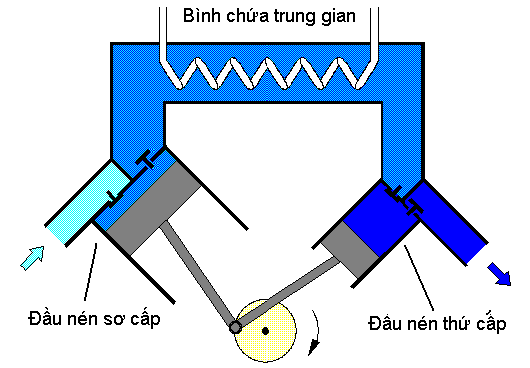 Bình chứa trung gian
Đầu nén sơ cấp
Đâu nén thứ cấp